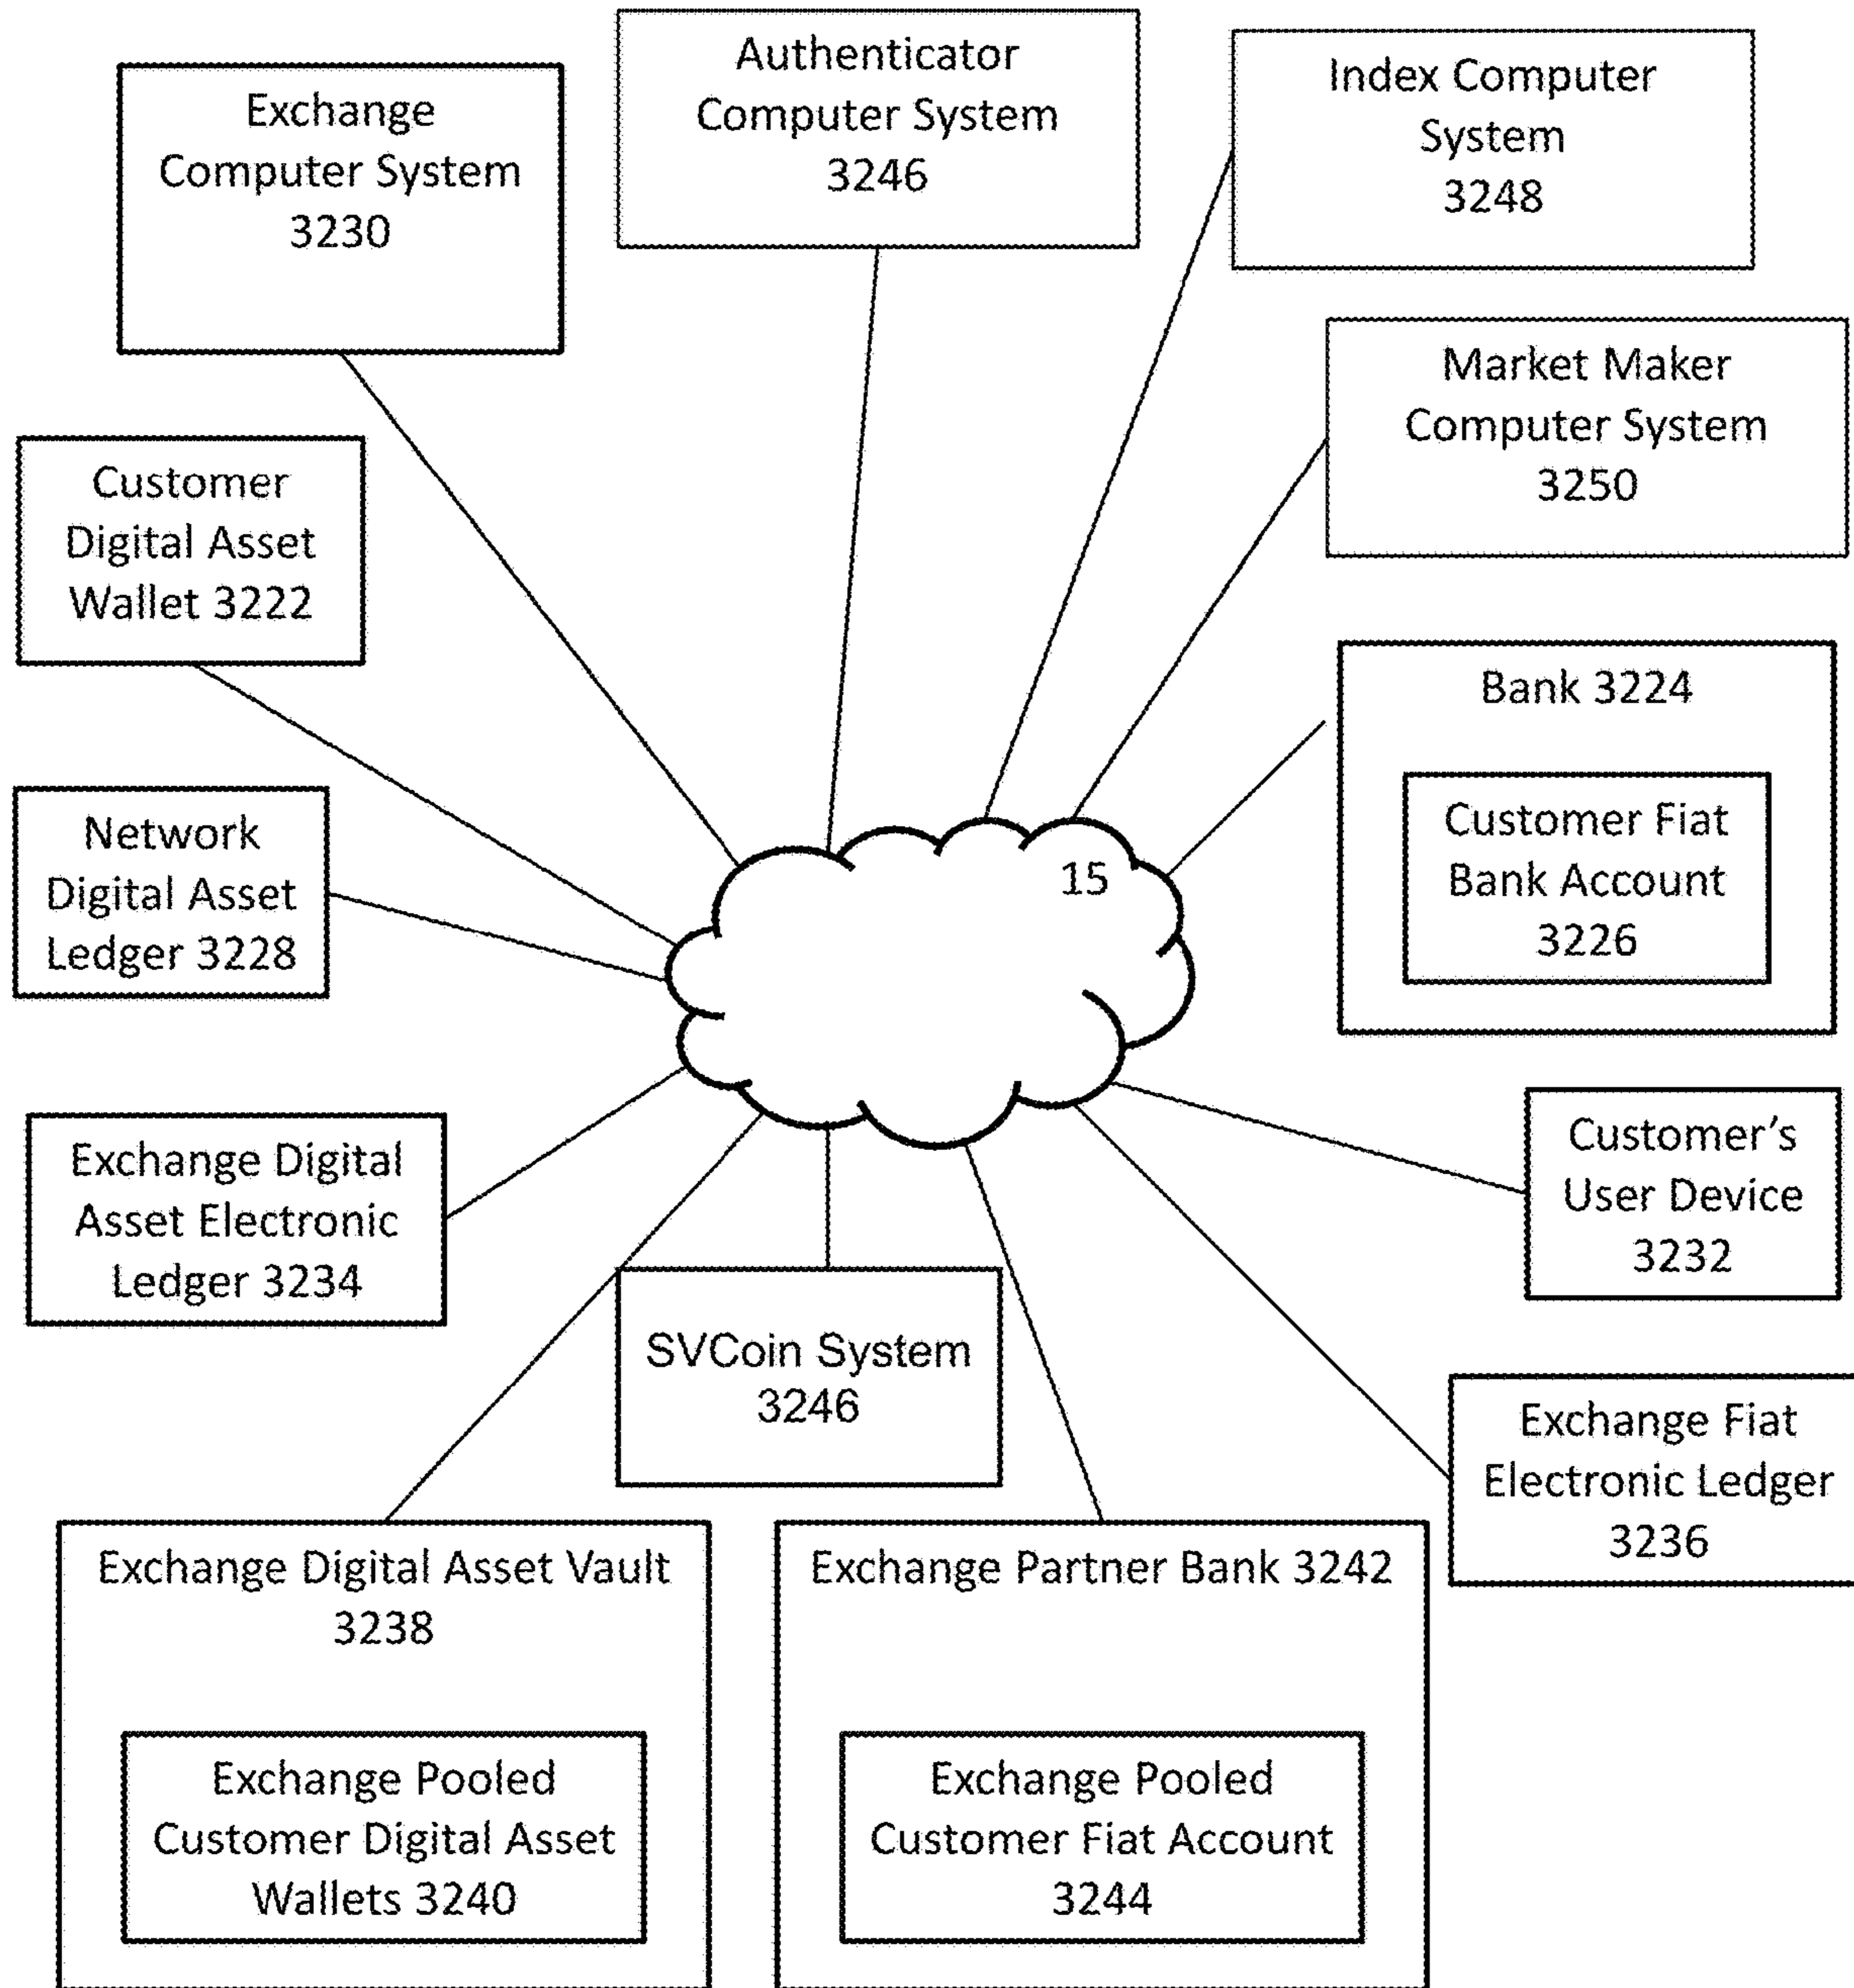 Exchange
Computer System
3230
Authenticator
Computer System
3246
Index Computer
System
3248
Market Maker
Computer System
3250
Customer
Digital Asset
Wallet 3222
Bank 3224
Customer Fiat
Bank Account
3226
Network
Digital Asset
Ledger 3228
15
Exchange Digital
Asset Electronic
Ledger 3234
Customer’s
User Device
3232
SVCoin System
3246
Exchange Fiat
Electronic Ledger
3236
Exchange Digital Asset Vault
3238
Exchange Pooled
Customer Digital Asset
Wallets 3240
Exchange Partner Bank 3242
Exchange Pooled
Customer Fiat Account
3244